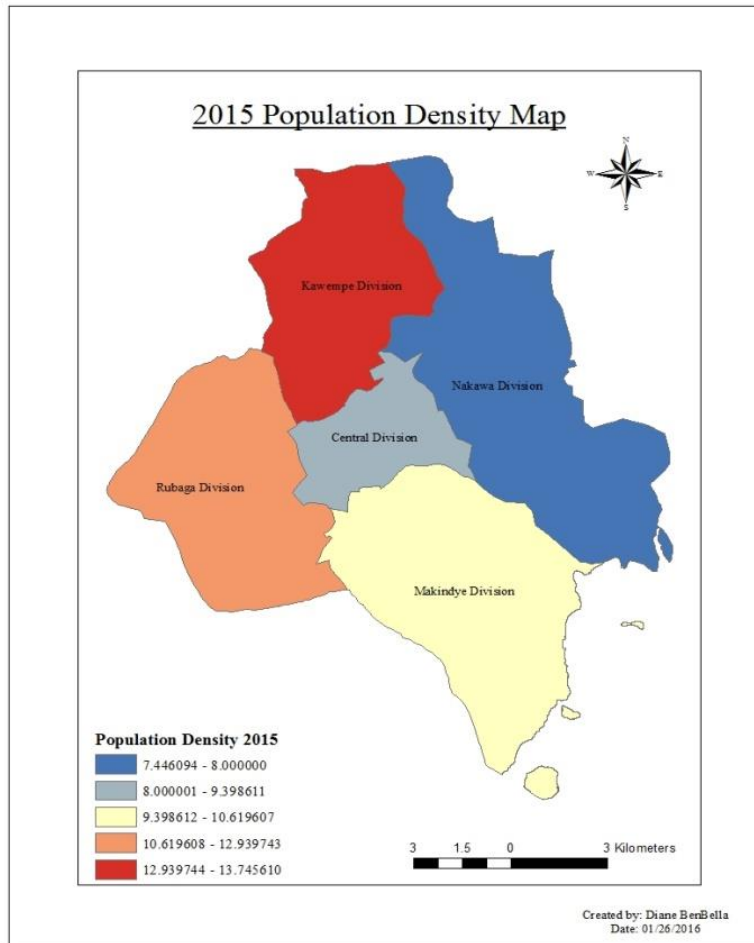 2015 Population Density Map
N
W E
S
Kawempe Division
Nakawa Division
Central Division
Rubaga Division
Makindye Division
Population Density 2015
7.446094 - 8.000000
8.000001 - 9.398611
9.398612 - 10.619607
10.619608 - 12.939743
12.939744 - 13.745610
3 1.5 0 3 Kilometers
Created by: Diane BenBella
Date: 01/26/2016